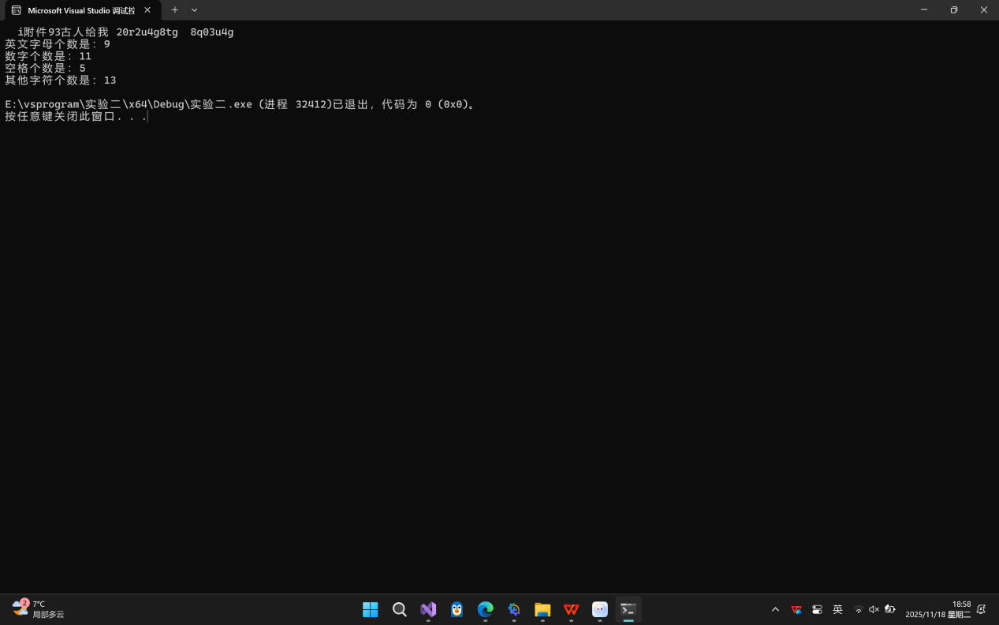 Microsoft Visual Studio 调试控
  i附件93古人给我 20r2u4g8tg  8q03u4g
英文字母个数是：9
数字个数是：11
空格个数是：5
其他字符个数是：13
E:\vsprogram\实验二\x64\Debug\实验二.exe (进程 32412)已退出，代码为 0 (0x0)。
按任意键关闭此窗口. . .
2
7°C
局部多云
英
18:58
2025/11/18 星期二